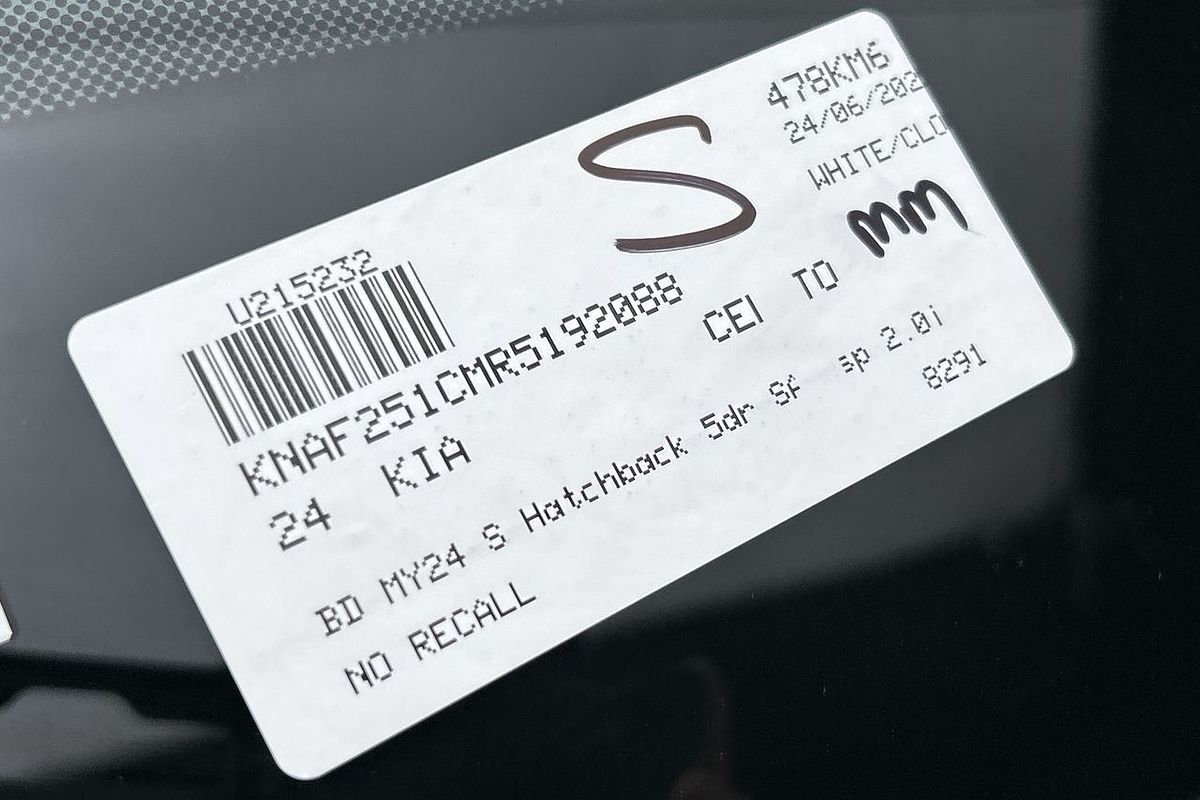 S
478KM6
24/06/202
WHITE/CLO
U215232
mm
KNAF251CMR5192088 CEI TO
24 KIA
BD MY24 S Hatchback 5dr Sf sp 2.0i
8291
NO RECALL